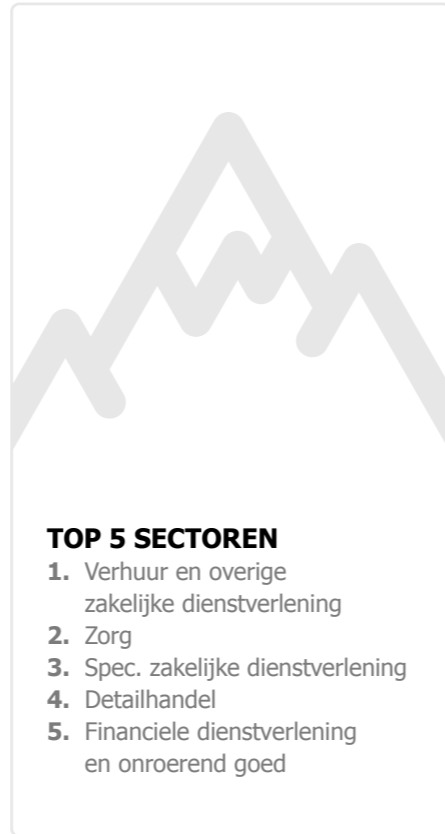 TOP 5 SECTOREN
1. Verhuur en overige
zakelijke dienstverlening
2. Zorg
3. Spec. zakelijke dienstverlening
4. Detailhandel
5. Financiele dienstverlening
en onroerend goed